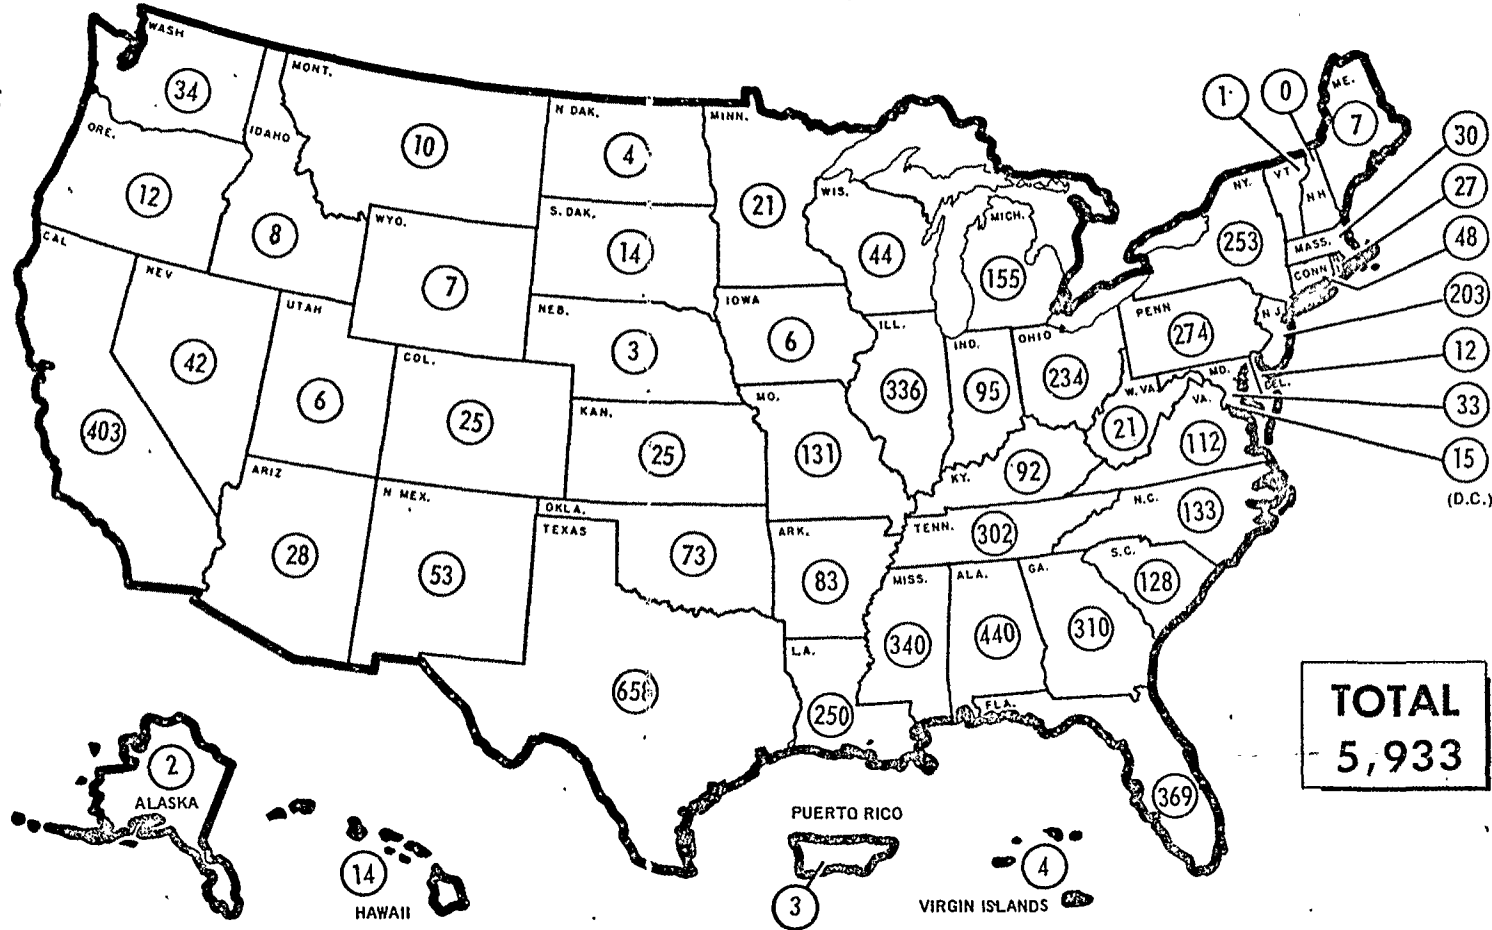 WASH
34
ORE.
12
IDAHO
8
MONT.
10
WYO.
7
CAL
403
NEV
42
UTAH
6
COL.
25
ARIZ
28
N MEX.
53
N DAK.
4
S. DAK.
14
NEB.
3
KAN.
25
OKLA.
73
TEXAS
MINN.
21
IOWA
6
MO.
131
ARK.
83
LA.
250
WIS.
44
ILL.
336
MICH.
155
IND.
95
OHIO
234
KY.
92
TENN.
302
MISS.
340
ALA.
440
GA.
310
FLA.
369
S.C.
128
N.C.
133
VA.
112
W. VA.
21
PENN
274
NY.
253
VT
1
NH
0
ME.
7
MASS.
30
27
CONN
48
N.J.
203
DEL.
12
MD.
33
15
(D.C.)
TOTAL
5,933
2
ALASKA
14
HAWAII
PUERTO RICO
3
4
VIRGIN ISLANDS